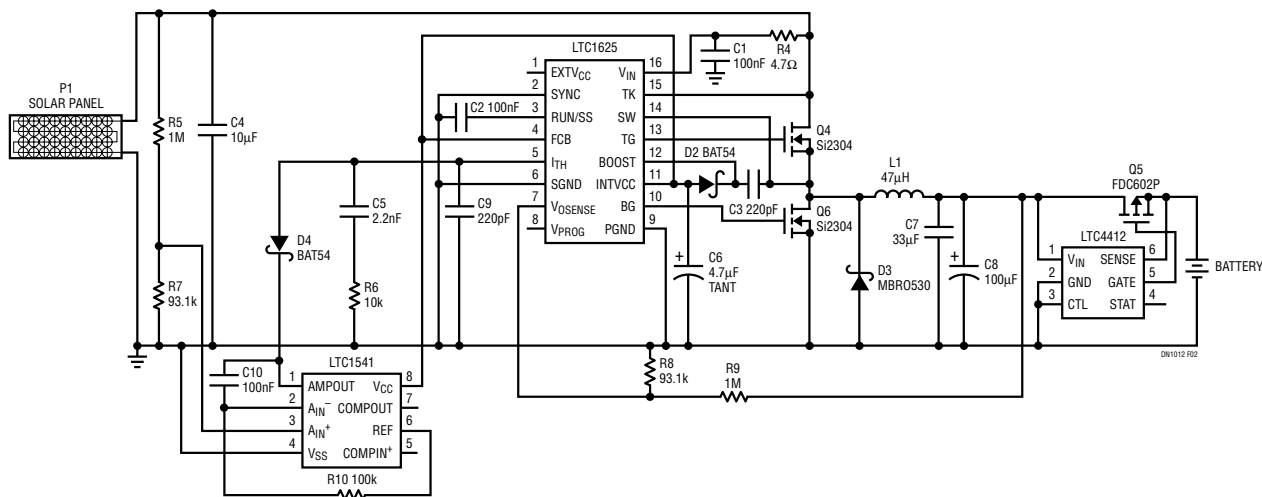 P1
SOLAR PANEL
R5
1M
C4
10µF
R7
93.1k
D4
BAT54
C5
2.2nF
R6
10k
C9
220pF
C2 100nF
LTC1625
1 EXTVCC
2 SYNC
3 RUN/SS
4 FCB
5 ITH
6 SGND
7 VOSENSE
8 VPROG
VIN 16
TK 15
SW 14
TG 13
BOOST 12
INTVCC 11
BG 10
PGND 9
C1
100nF
R4
4.7Ω
D2 BAT54
C3 220pF
+
C6
4.7µF
TANT
Q4
Si2304
Q6
Si2304
L1
47µH
D3
MBRO530
C7
33µF
+
C8
100µF
Q5
FDC602P
LTC4412
1 VIN
2 GND
3 CTL
SENSE 6
GATE 5
STAT 4
BATTERY
DN1012 F02
C10
100nF
LTC1541
1 AMPOUT
2 AIN–
3 AIN+
4 VSS
VCC 8
COMPOUT 7
REF 6
COMPIN+ 5
R10 100k
R8
93.1k
R9
1M